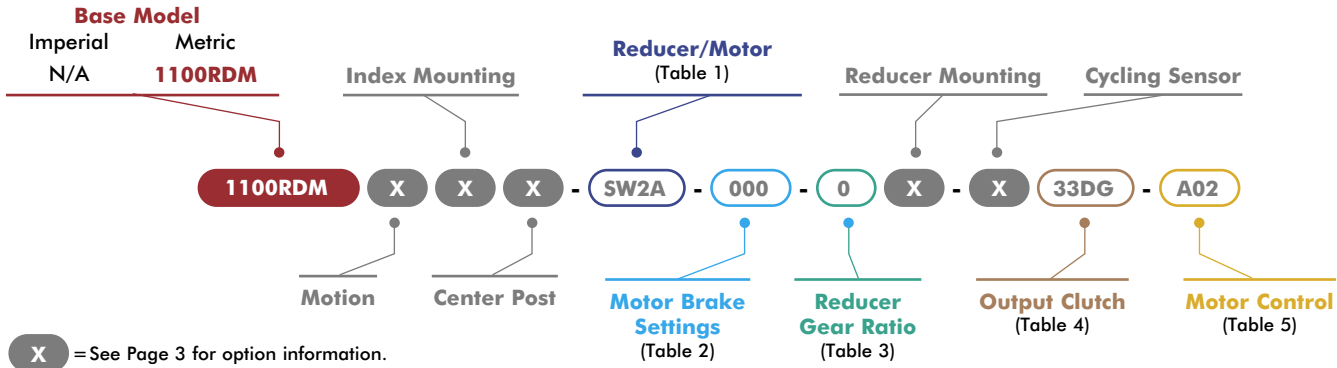 Base Model
Imperial Metric
N/A 1100RDM
Index Mounting
Reducer/Motor
(Table 1)
Reducer Mounting
Cycling Sensor
1100RDM X X X - SW2A - 000 - 0 X - X 33DG - A02
Motion
Center Post
Motor Brake
Settings
(Table 2)
Reducer
Gear Ratio
(Table 3)
Output Clutch
(Table 4)
Motor Control
(Table 5)
X = See Page 3 for option information.